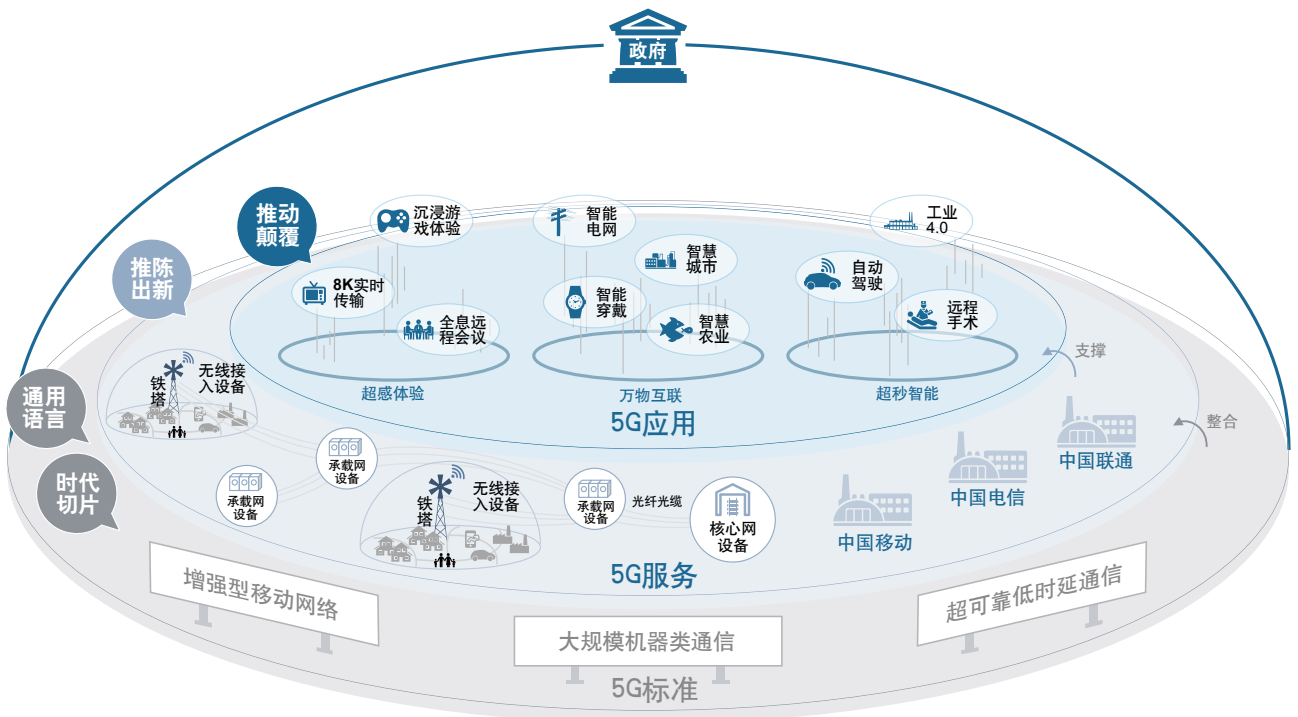 政府
推动
颠覆
沉浸游
戏体验
智能
电网
工业
4.0
推陈
出新
8K实时
传输
全息远
程会议
智慧
城市
智能
穿戴
智慧
农业
自动
驾驶
远程
手术
超感体验
万物互联
超秒智能
5G应用
支撑
整合
通用
语言
时代
切片
铁
塔
无线接
入设备
承载网
设备
承载网
设备
铁
塔
无线接
入设备
承载网
设备
光纤光缆
核心网
设备
中国移动
中国电信
中国联通
5G服务
增强型移动网络
大规模机器类通信
超可靠低时延通信
5G标准